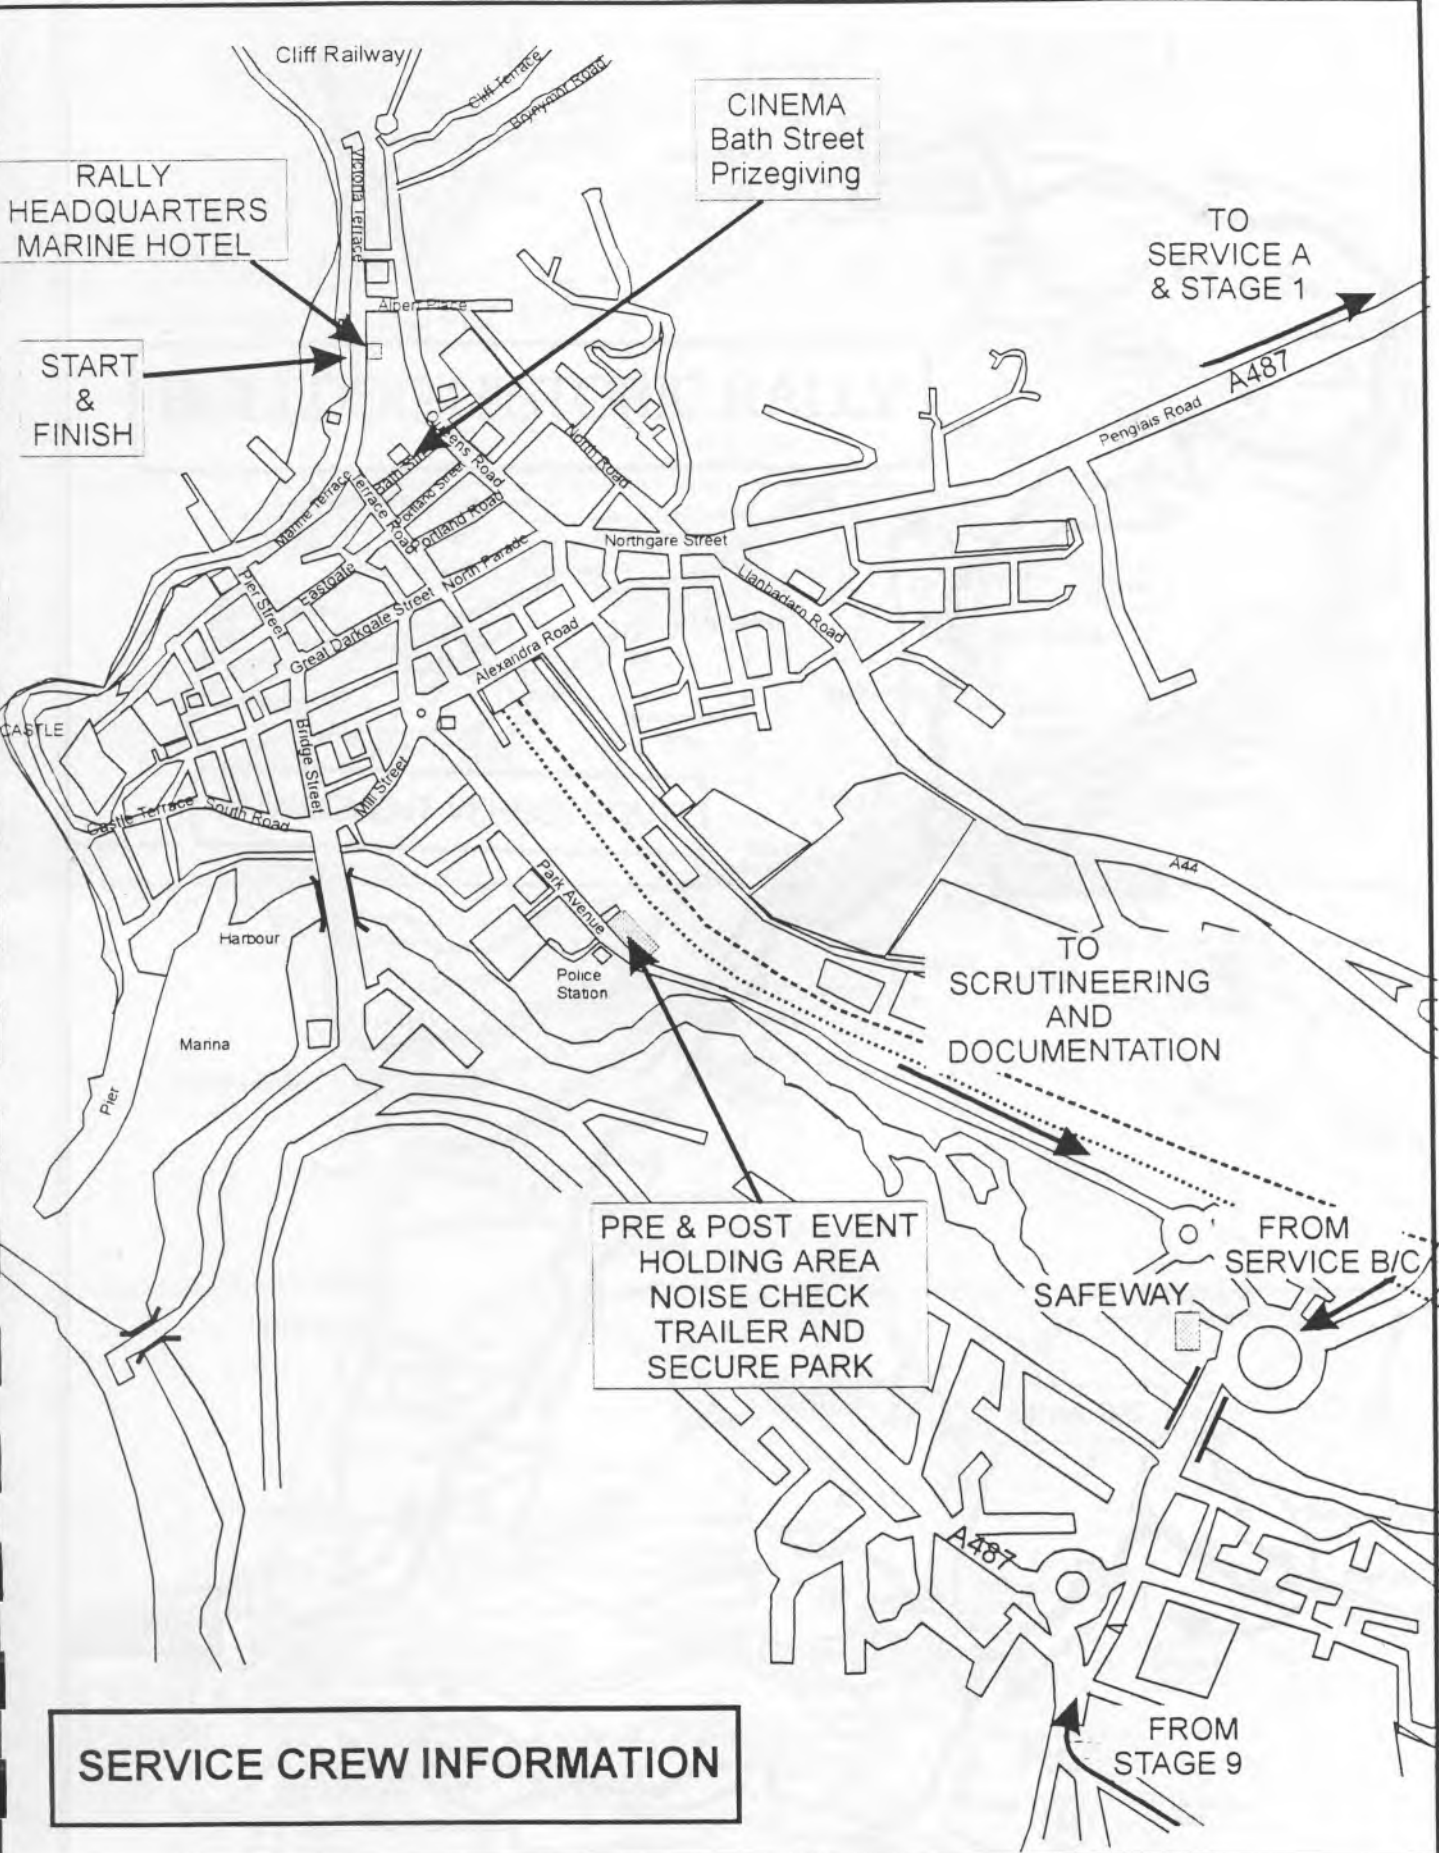 Cliff Railway
Cliff Terrace
Brynymor Road
CINEMA
Bath Street
Prizegiving
RALLY
HEADQUARTERS
MARINE HOTEL
Victoria Terrace
TO
SERVICE A
& STAGE 1
Albert Place
START
&
FINISH
A487
Penglais Road
Queens Road
North Road
Bath Street
Portland Street
Portland Road
Marine Terrace
Terrace Road
North Parade
Northgare Street
Eastgate
Pier Street
Great Darkgate Street
Llanbadarn Road
Alexandra Road
CASTLE
Bridge Street
Mill Street
Castle Terrace
South Road
A44
Park Avenue
Harbour
Police
Station
TO
SCRUTINEERING
AND
DOCUMENTATION
Marina
Pier
PRE & POST EVENT
HOLDING AREA
NOISE CHECK
TRAILER AND
SECURE PARK
FROM
SERVICE B/C
SAFEWAY
A487
FROM
STAGE 9
SERVICE CREW INFORMATION